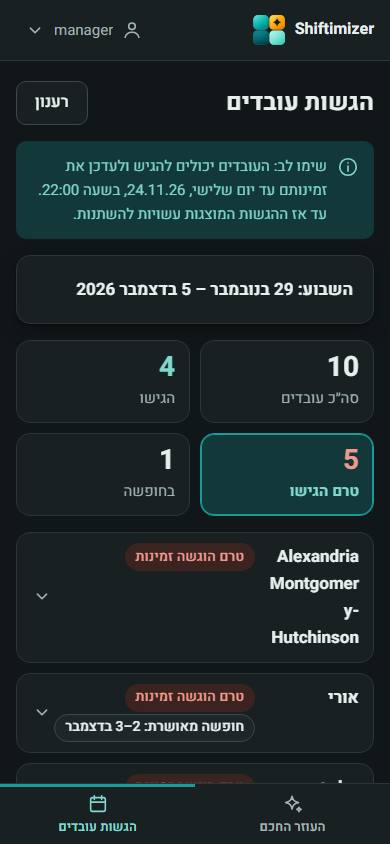 Shiftimizer
manager
הגשות עובדים
רענון
שימו לב: העובדים יכולים להגיש ולעדכן את
זמינותם עד יום שלישי, 24.11.26, בשעה 22:00.
עד אז ההגשות המוצגות עשויות להשתנות.
השבוע: 29 בנובמבר – 5 בדצמבר 2026
10
סה"כ עובדים
4
הגישו
5
טרם הגישו
1
בחופשה
Alexandria
Montgomer
y-
Hutchinson
טרם הוגשה זמינות
אורי
טרם הוגשה זמינות
חופשה מאושרת: 2–3 בדצמבר
העוזר החכם
הגשות עובדים